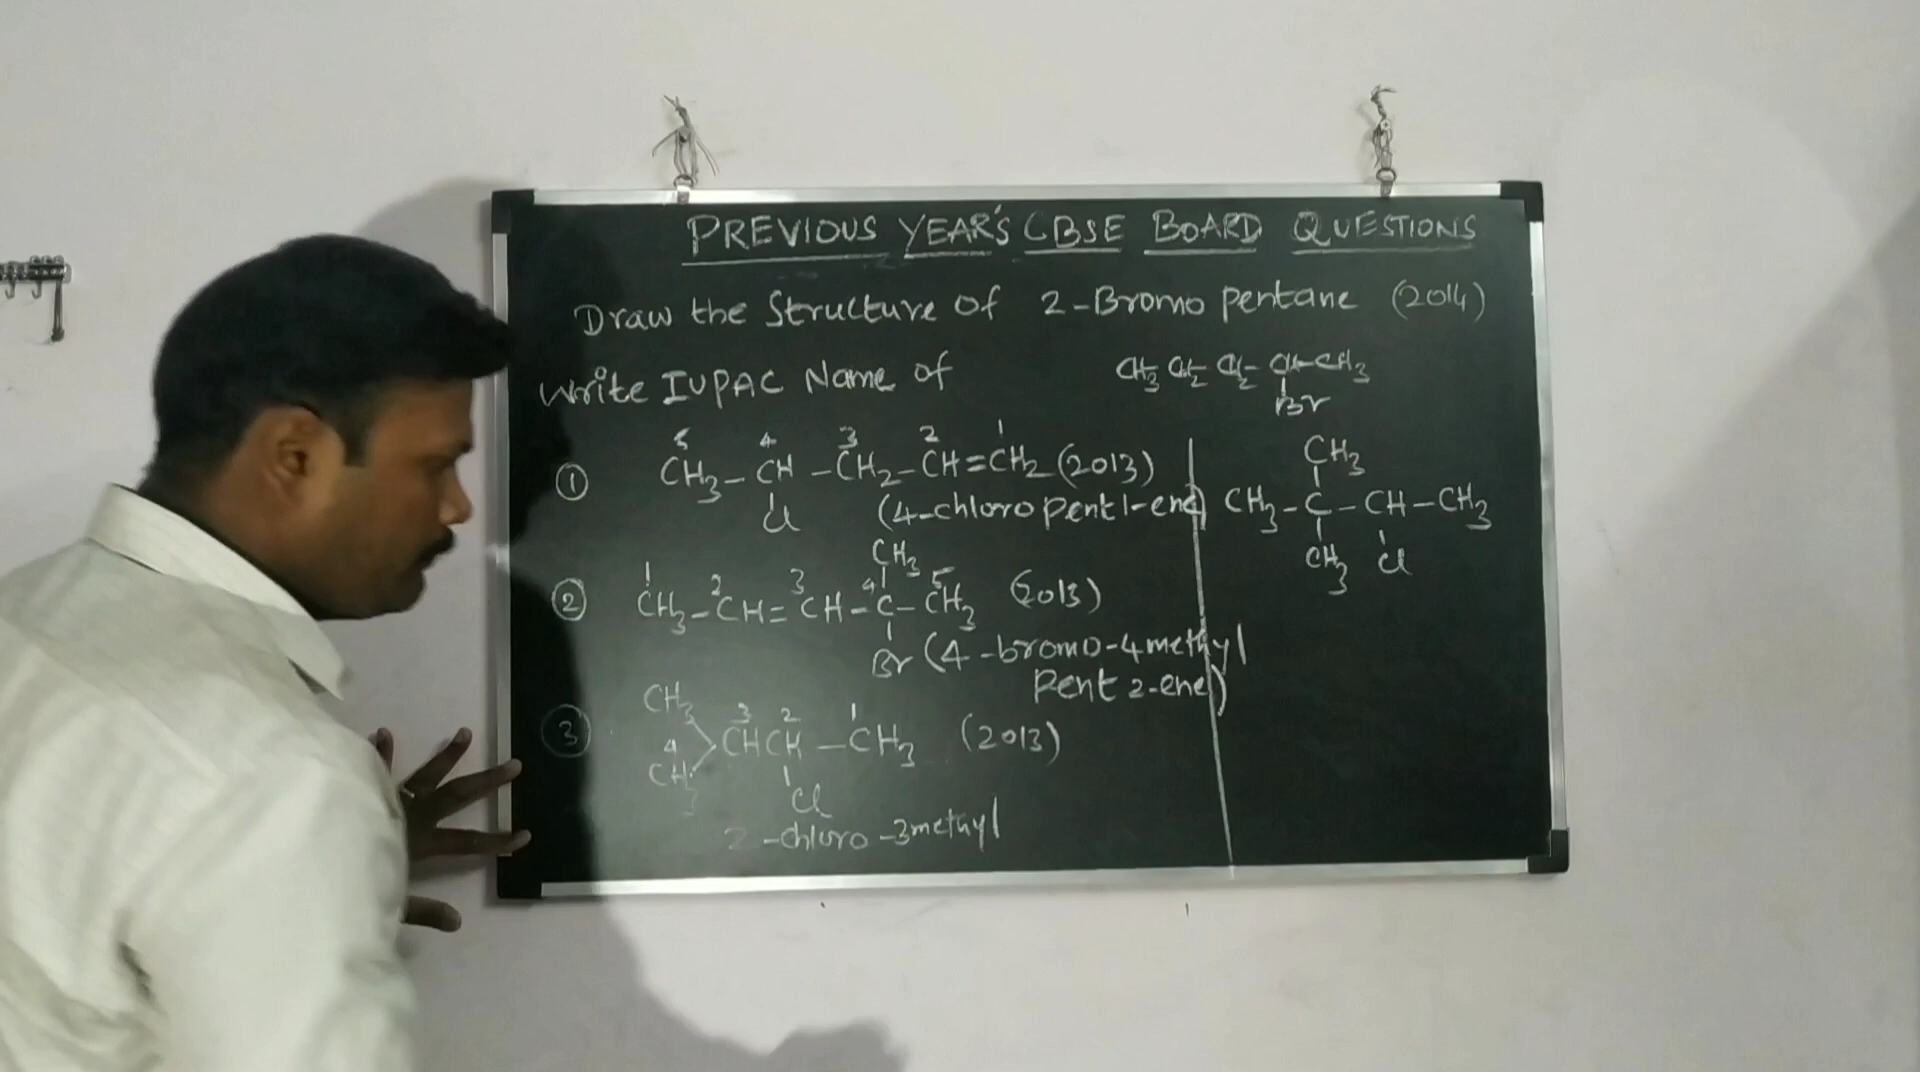 PREVIOUS YEAR'S CBSE BOARD QUESTIONS
Draw the Structure of 2-Bromo pentane (2014)
Write IUPAC Name of
CH3 CH2 CH2- CH-CH3
Br
5 4 3 2 1
① CH3-CH-CH2-CH=CH2 (2013)
Cl
(4-chloro pent 1-ene)
CH3
1 2 3 4 5
② CH3-CH=CH-C-CH3 (2013)
Br (4-bromo-4methyl
Pent 2-ene)
CH3
3 2 1
③ CHCH-CH3 (2013)
4
CH3
Cl
2-chloro-3methyl
CH3
CH3-C-CH-CH3
CH3 Cl